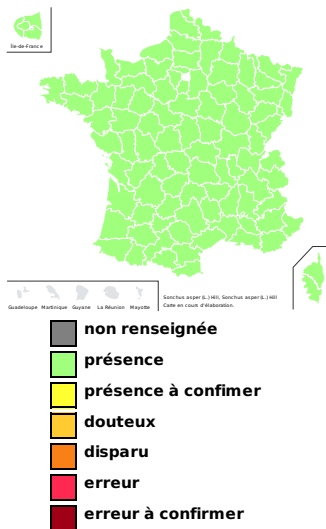 Île-de-France
Guadeloupe Martinique Guyane La Réunion Mayotte
Sonchus asper (L.) Hill, Sonchus asper (L.) Hill
Carte en cours d'élaboration.
non renseignée
présence
présence à confimer
douteux
disparu
erreur
erreur à confirmer